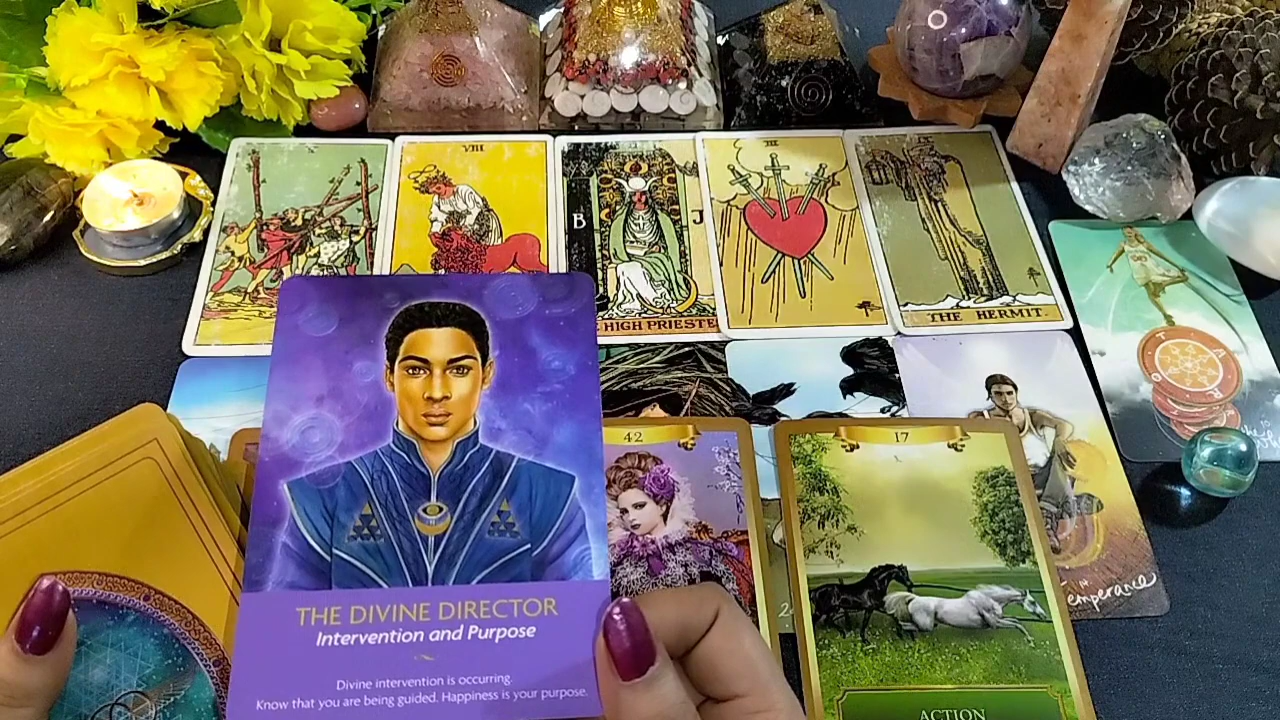 VIII
III
B
J
HIGH PRIESTE
THE HERMIT.
42
17
emperance
THE DIVINE DIRECTOR
Intervention and Purpose
Divine intervention is occurring.
Know that you are being guided. Happiness is your purpose.
ACTION